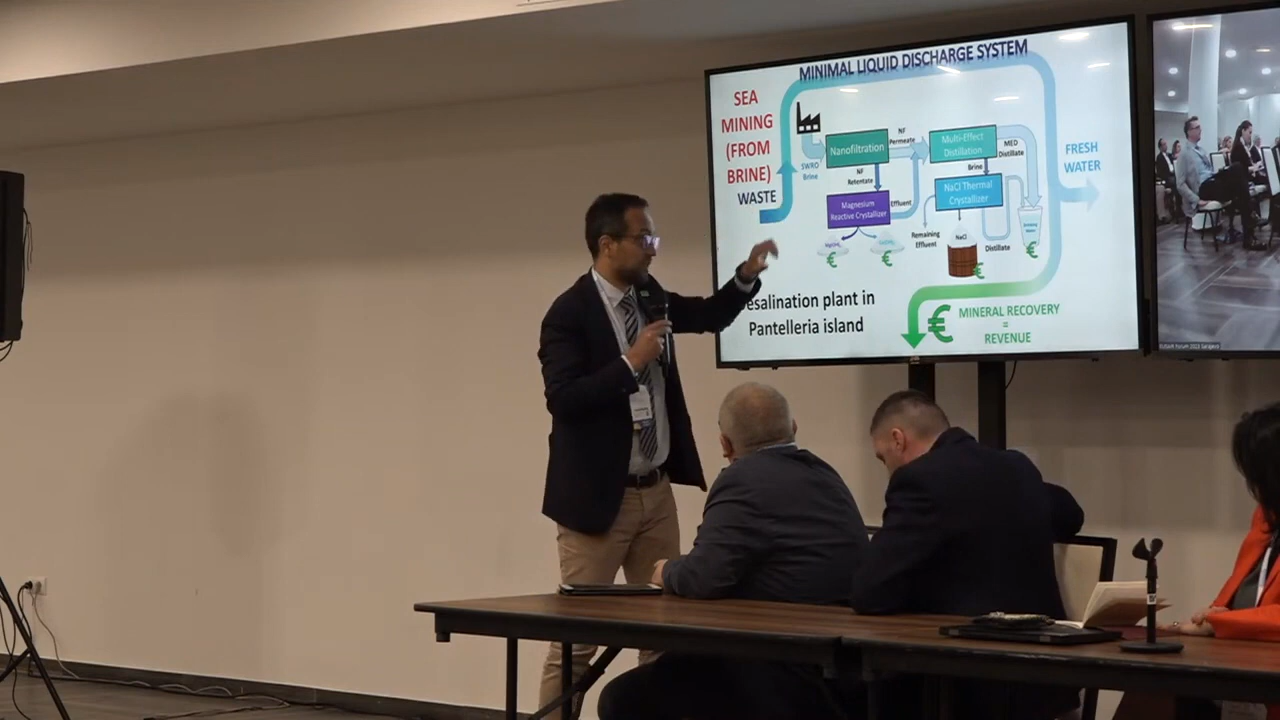 MINIMAL LIQUID DISCHARGE SYSTEM
SEA
MINING
(FROM
BRINE)
WASTE
SWRO
Brine
Nanofiltration
NF
Permeate
Multi-Effect
Distillation
MED
Distillate
FRESH
WATER
NF
Retentate
Brine
Magnesium
Reactive Crystallizer
Effluent
NaCl Thermal
Crystallizer
Remaining
Effluent
NaCl
Distillate
€
€
€
€
esalination plant in
Pantelleria island
€
MINERAL RECOVERY
=
REVENUE